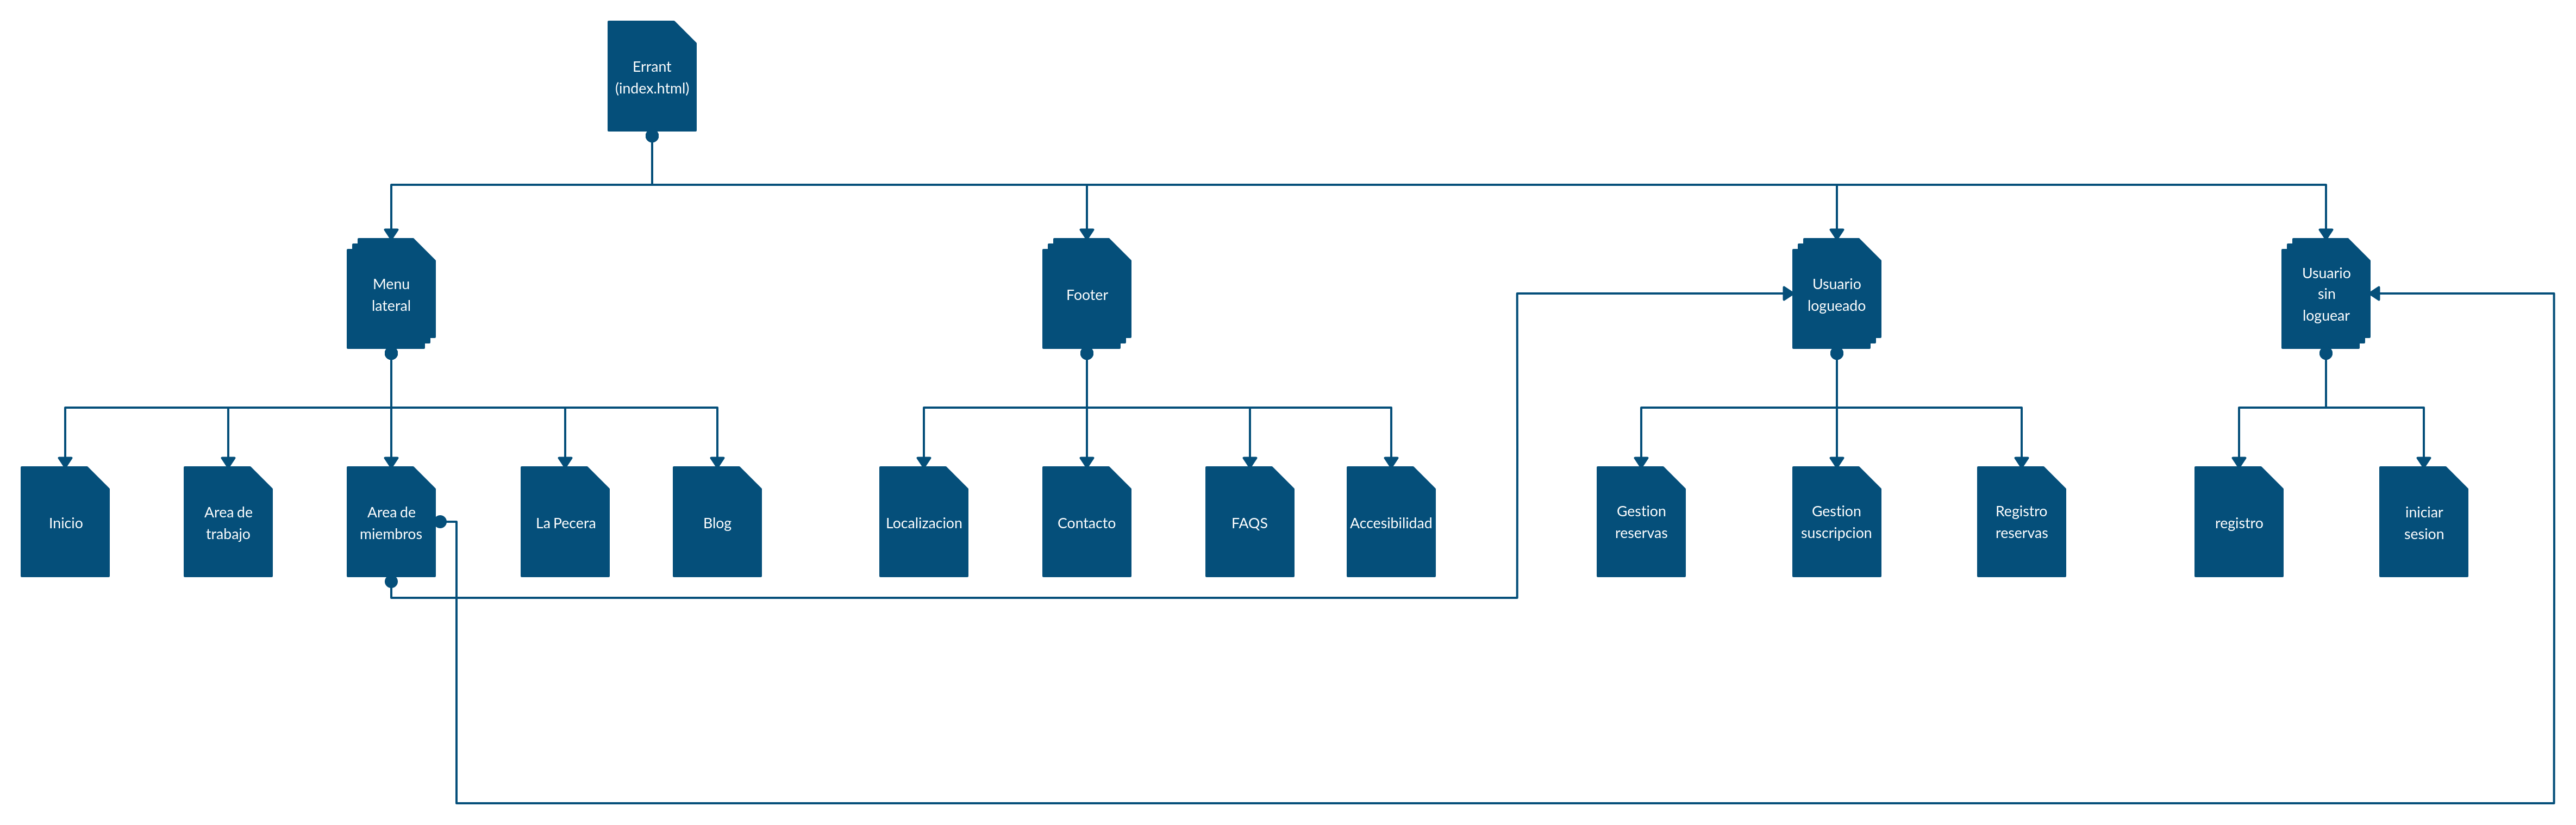 Errant
(index.html)
Menu
lateral
Footer
Usuario
logueado
Usuario
sin
loguear
Inicio
Area de
trabajo
Area de
miembros
La Pecera
Blog
Localizacion
Contacto
FAQS
Accesibilidad
Gestion
reservas
Gestion
suscripcion
Registro
reservas
registro
iniciar
sesion